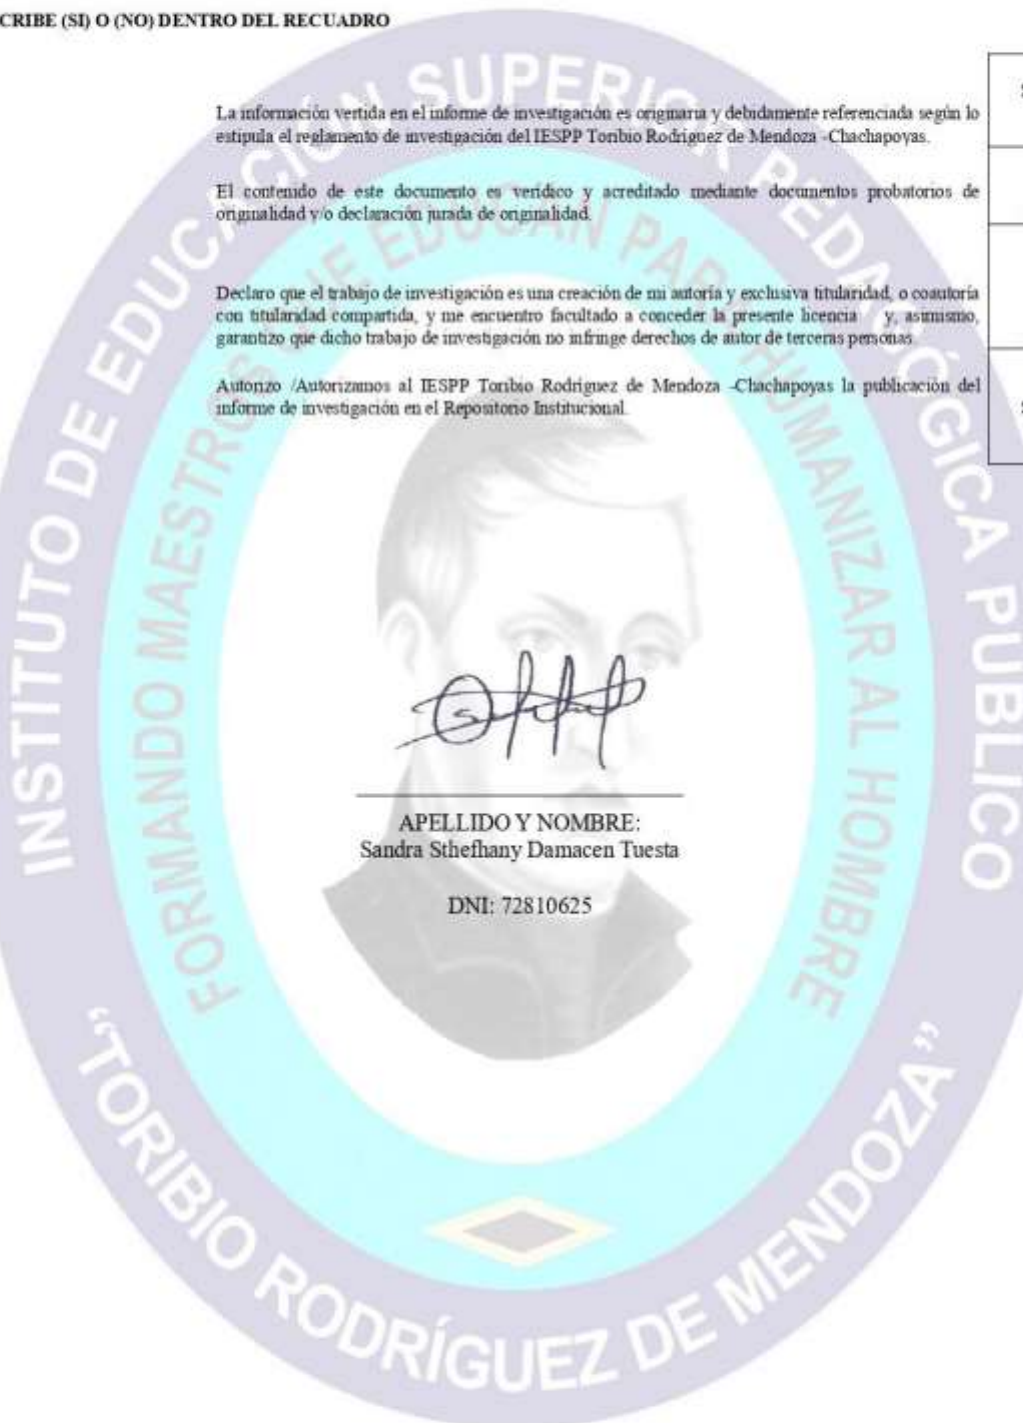 CRIBE (SI) O (NO) DENTRO DEL RECUADRO
La información vertida en el informe de investigación es originaria y debidamente referenciada según lo
estipula el reglamento de investigación del IESPP Toribio Rodríguez de Mendoza -Chachapoyas.
El contenido de este documento es verídico y acreditado mediante documentos probatorios de
originalidad y/o declaración jurada de originalidad.
Declaro que el trabajo de investigación es una creación de mi autoría y exclusiva titularidad, o coautoría
con titularidad compartida, y me encuentro facultado a conceder la presente licencia y, asimismo,
garantizo que dicho trabajo de investigación no infringe derechos de autor de terceras personas.
Autorizo /Autorizamos al IESPP Toribio Rodríguez de Mendoza -Chachapoyas la publicación del
informe de investigación en el Repositorio Institucional.
APELLIDO Y NOMBRE:
Sandra Sthefhany Damacen Tuesta
DNI: 72810625
INSTITUTO DE EDUCACIÓN SUPERIOR PEDAGÓGICA PUBLICO
FORMANDO MAESTROS QUE EDUCAN PARA HUMANIZAR AL HOMBRE
"TORIBIO RODRÍGUEZ DE MENDOZA"